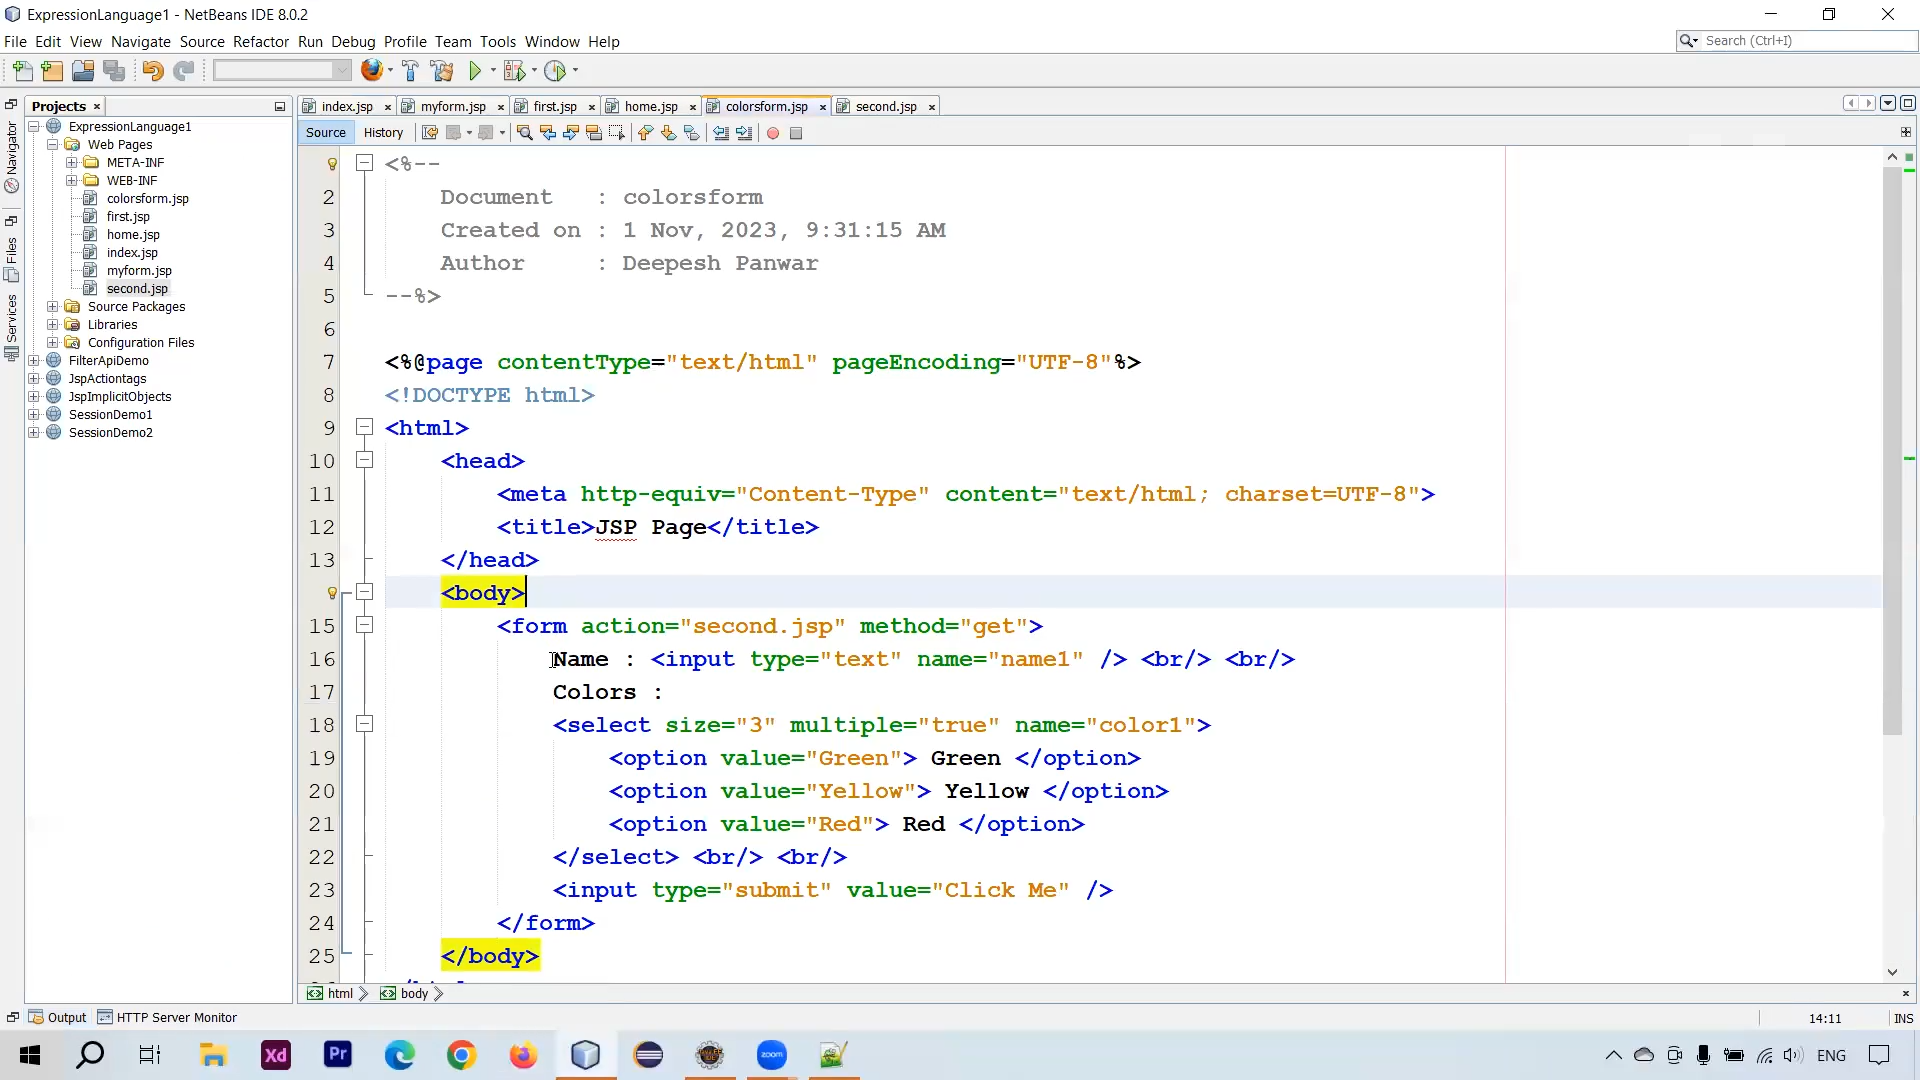 ExpressionLanguage1 - NetBeans IDE 8.0.2
File Edit View Navigate Source Refactor Run Debug Profile Team Tools Window Help
Search (Ctrl+I)
Projects
index.jsp myform.jsp first.jsp home.jsp colorsform.jsp second.jsp
Source History
Navigator
Files
Services
ExpressionLanguage1
Web Pages
META-INF
WEB-INF
colorsform.jsp
first.jsp
home.jsp
index.jsp
myform.jsp
second.jsp
Source Packages
Libraries
Configuration Files
FilterApiDemo
JspActiontags
JspImplicitObjects
SessionDemo1
SessionDemo2
<%--
2 Document : colorsform
3 Created on : 1 Nov, 2023, 9:31:15 AM
4 Author : Deepesh Panwar
5 --%>
6
7 <%@page contentType="text/html" pageEncoding="UTF-8"%>
8 <!DOCTYPE html>
9 <html>
10 <head>
11 <meta http-equiv="Content-Type" content="text/html; charset=UTF-8">
12 <title>JSP Page</title>
13 </head>
<body>
15 <form action="second.jsp" method="get">
16 Name : <input type="text" name="name1" /> <br/> <br/>
17 Colors :
18 <select size="3" multiple="true" name="color1">
19 <option value="Green"> Green </option>
20 <option value="Yellow"> Yellow </option>
21 <option value="Red"> Red </option>
22 </select> <br/> <br/>
23 <input type="submit" value="Click Me" />
24 </form>
25 </body>
html body
Output HTTP Server Monitor
14:11 INS
Xd Pr zoom
ENG